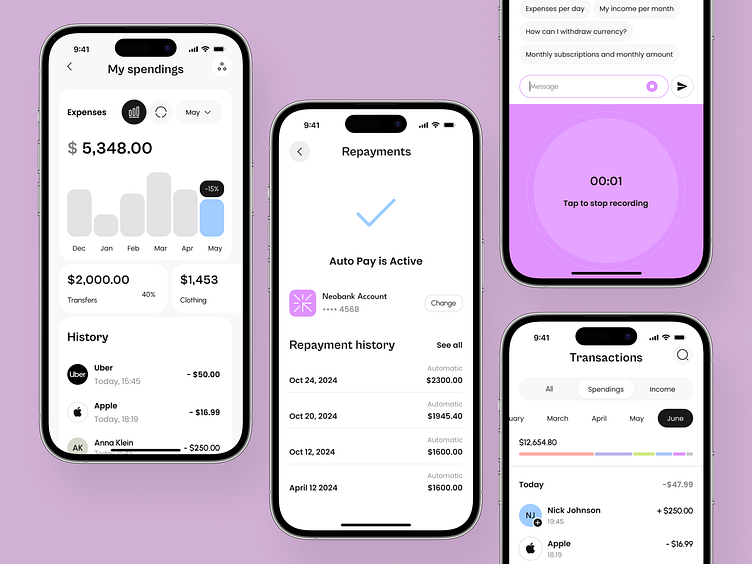 9:41
My spendings
Expenses
May
$ 5,348.00
-15%
Dec Jan Feb Mar Apr May
$2,000.00
Transfers
40%
$1,453
Clothing
History
Uber
Uber
Today, 15:45
- $50.00
Apple
Today, 18:19
- $16.99
AK
Anna Klein
- $250.00
9:41
Repayments
Auto Pay is Active
Neobank Account
•••• 4568
Change
Repayment history
See all
Automatic
Oct 24, 2024
$2300.00
Automatic
Oct 20, 2024
$1945.40
Automatic
Oct 12, 2024
$1600.00
Automatic
April 12 2024
$1600.00
Expenses per day
My income per month
How can I withdraw currency?
Monthly subscriptions and monthly amount
Message
00:01
Tap to stop recording
9:41
Transactions
All
Spendings
Income
uary
March
April
May
June
$12,654.80
Today
-$47.99
NJ
Nick Johnson
19:45
+ $250.00
Apple
18:19
- $16.99